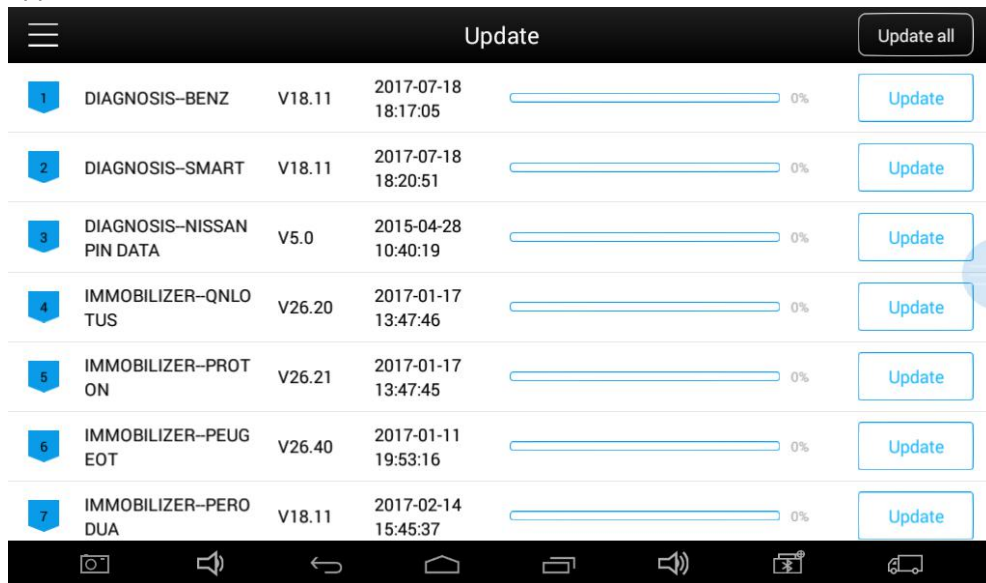 Update
Update all
1 DIAGNOSIS--BENZ V18.11 2017-07-18 0% Update
18:17:05
2 DIAGNOSIS--SMART V18.11 2017-07-18 0% Update
18:20:51
3 DIAGNOSIS--NISSAN V5.0 2015-04-28 0% Update
PIN DATA 10:40:19
4 IMMOBILIZER--QNLO V26.20 2017-01-17 0% Update
TUS 13:47:46
5 IMMOBILIZER--PROT V26.21 2017-01-17 0% Update
ON 13:47:45
6 IMMOBILIZER--PEUG V26.40 2017-01-11 0% Update
EOT 19:53:16
7 IMMOBILIZER--PERO V18.11 2017-02-14 0% Update
DUA 15:45:37